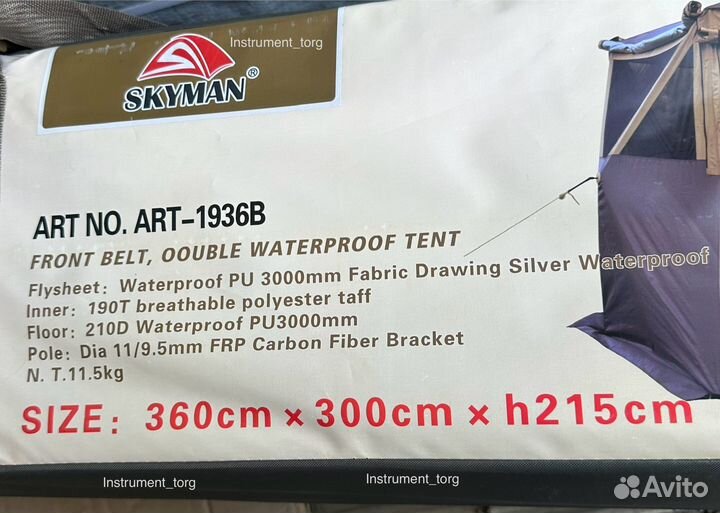 Instrument_torg
SKYMAN®
ART NO. ART-1936B
FRONT BELT, OOUBLE WATERPROOF TENT
Flysheet: Waterproof PU 3000mm Fabric Drawing Silver Waterproof
Inner: 190T breathable polyester taff
Floor: 210D Waterproof PU3000mm
Pole: Dia 11/9.5mm FRP Carbon Fiber Bracket
N. T.11.5kg
SIZE: 360cm × 300cm × h215cm
Instrument_torg
Instrument_torg
Avito